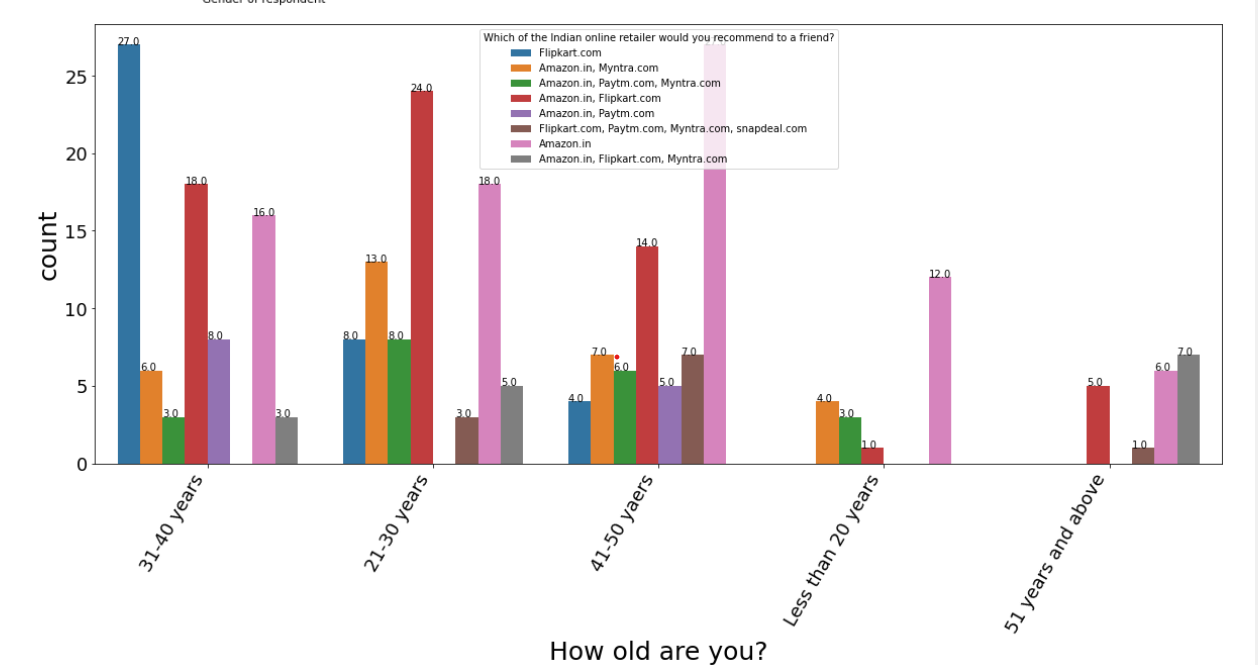 Gender of respondent
Which of the Indian online retailer would you recommend to a friend?
Flipkart.com
Amazon.in, Myntra.com
Amazon.in, Paytm.com, Myntra.com
Amazon.in, Flipkart.com
Amazon.in, Paytm.com
Flipkart.com, Paytm.com, Myntra.com, snapdeal.com
Amazon.in
Amazon.in, Flipkart.com, Myntra.com
count
25
20
15
10
5
0
27.0
6.0
3.0
18.0
8.0
16.0
3.0
8.0
13.0
8.0
24.0
3.0
18.0
5.0
4.0
7.0
6.0
14.0
5.0
7.0
4.0
3.0
1.0
12.0
5.0
1.0
6.0
7.0
31-40 years
21-30 years
41-50 yaers
Less than 20 years
51 years and above
How old are you?